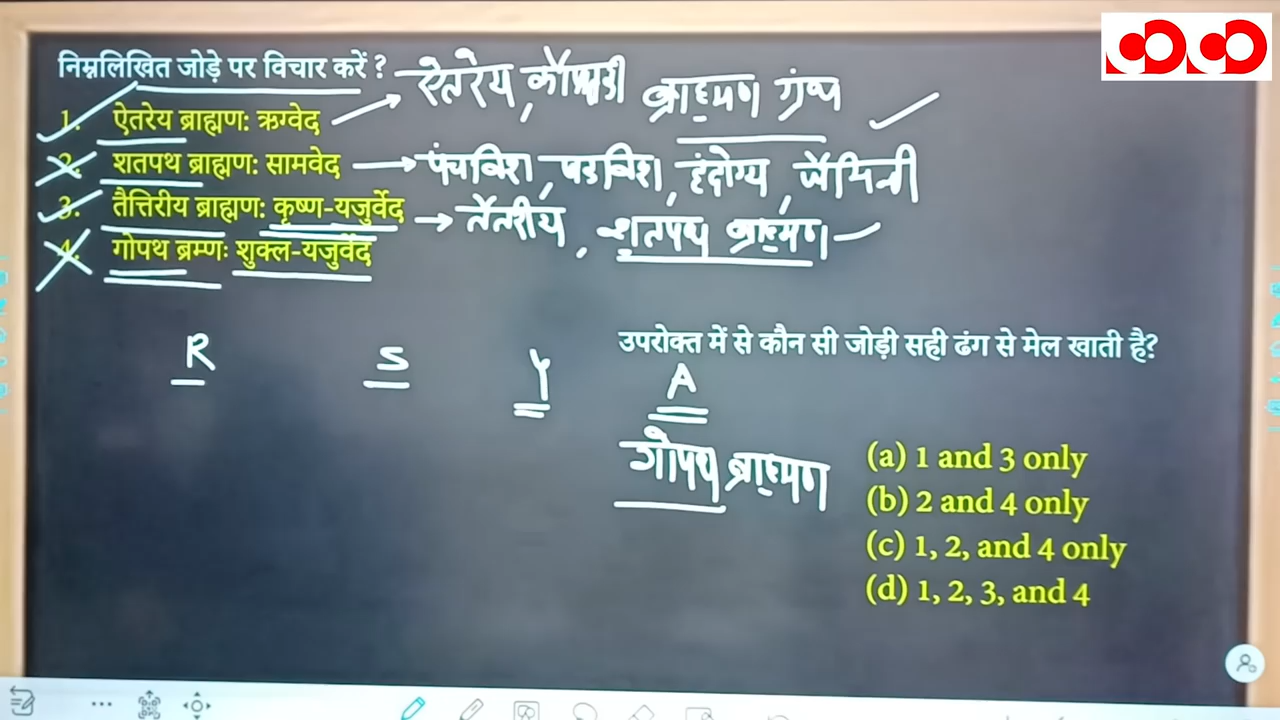 निम्नलिखित जोड़े पर विचार करें ?
ऐतरेय, कौषितकी ब्राह्मण ग्रंथ
1. ऐतरेय ब्राह्मण: ऋग्वेद
2. शतपथ ब्राह्मण: सामवेद → पंचविश, षडविश, छंदोग्य, जैमिनी
3. तैत्तिरीय ब्राह्मण: कृष्ण-यजुर्वेद → तैतरीय, शतपथ ब्राह्मण
4. गोपथ ब्रम्णः शुक्ल-यजुर्वेद
उपरोक्त में से कौन सी जोड़ी सही ढंग से मेल खाती है?
R S Y A
गोपथ ब्राह्मण
(a) 1 and 3 only
(b) 2 and 4 only
(c) 1, 2, and 4 only
(d) 1, 2, 3, and 4